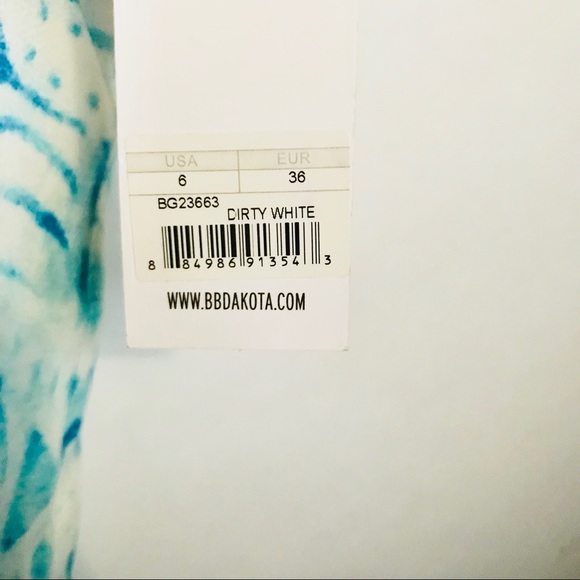 USA EUR
6 36
BG23663
DIRTY WHITE
8 84986 91354 3
WWW.BBDAKOTA.COM